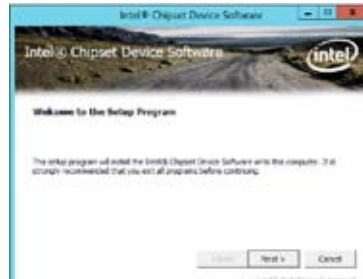 Intel® Chipset Device Software
Intel® Chipset Device Software
intel
Welcome to the Setup Program
The setup program will install the Intel® Chipset Device Software onto this computer. It is
strongly recommended that you exit all programs before continuing.
Next > Cancel